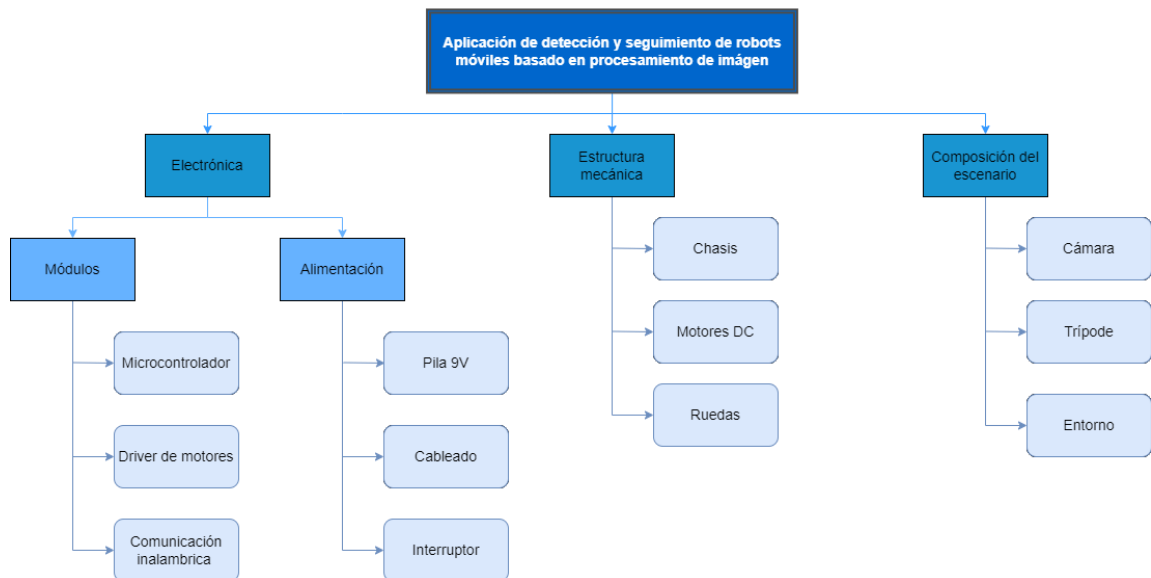 Aplicación de detección y seguimiento de robots
móviles basado en procesamiento de imágen
Electrónica
Estructura
mecánica
Composición del
escenario
Módulos
Alimentación
Chasis
Cámara
Motores DC
Trípode
Microcontrolador
Pila 9V
Ruedas
Entorno
Driver de motores
Cableado
Comunicación
inalambrica
Interruptor